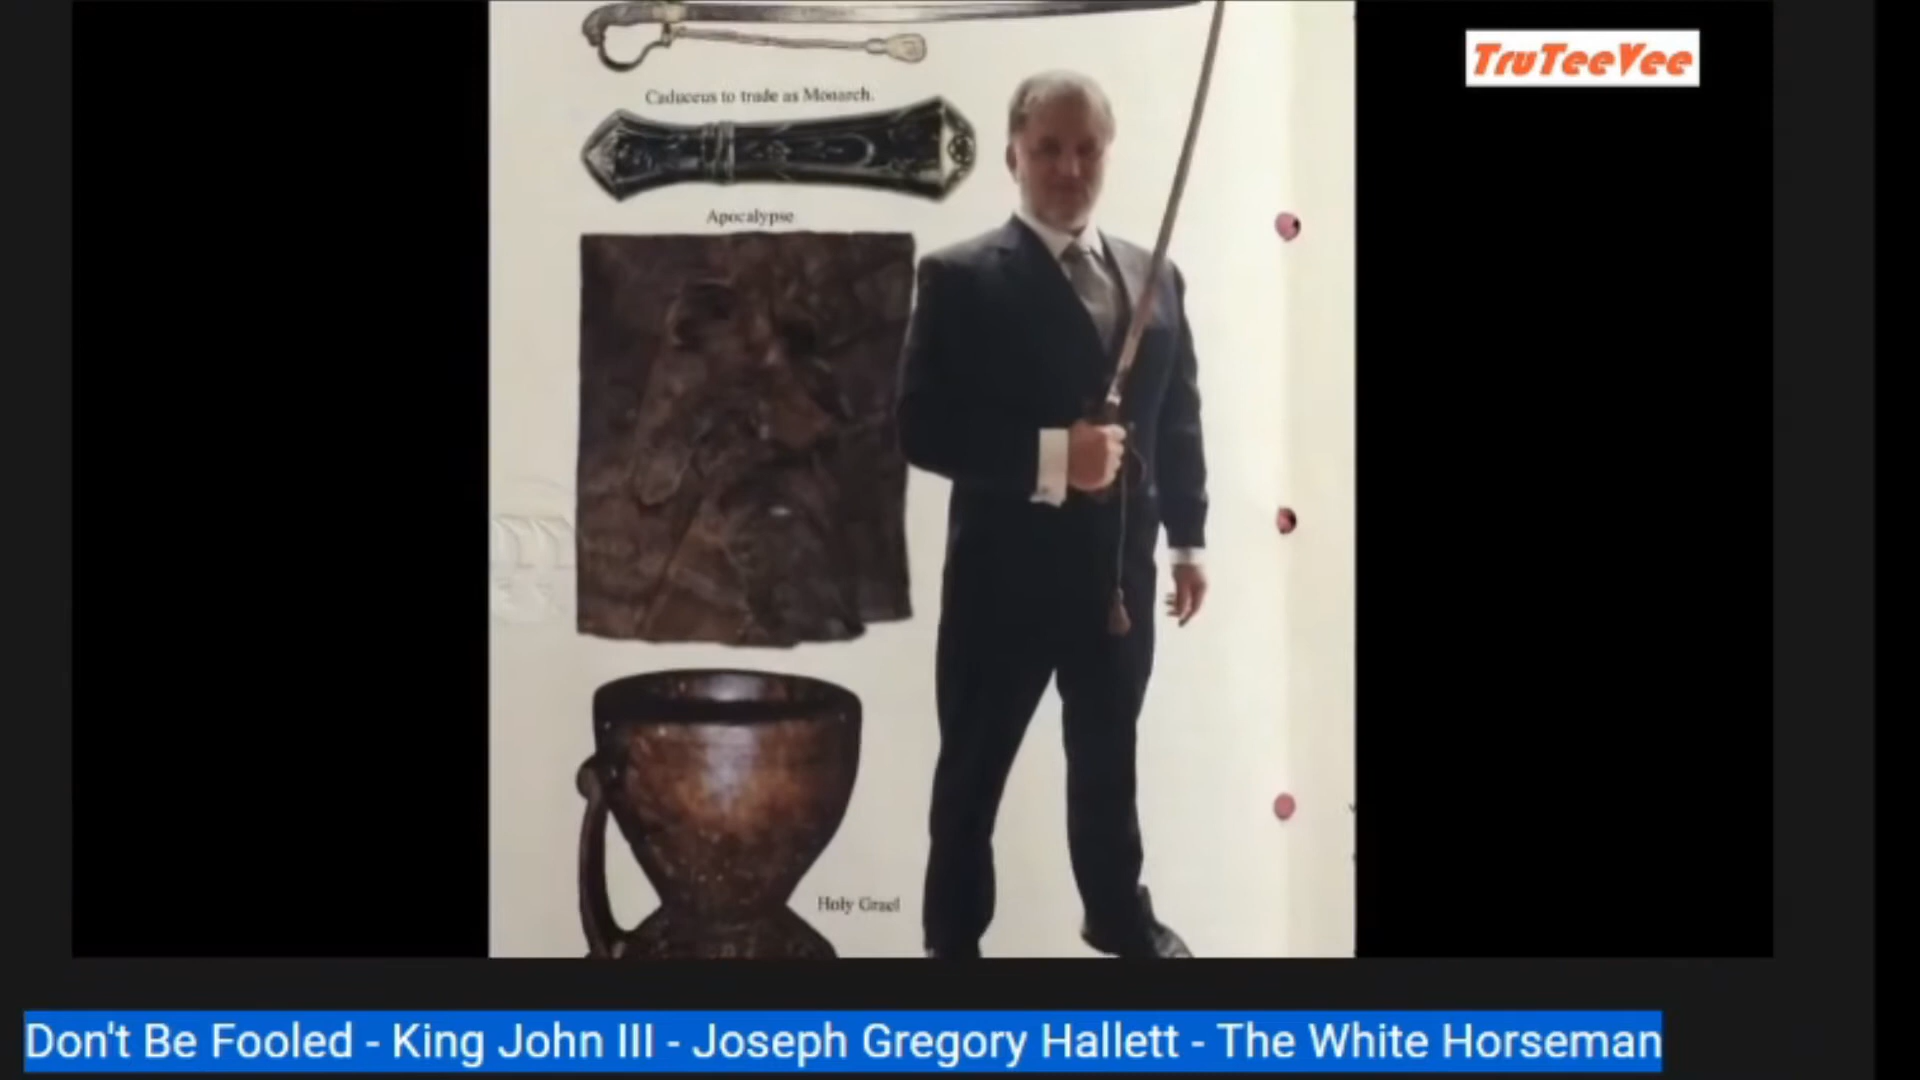 TruTeeVee
Caduceus to trade as Monarch.
Apocalypse
Holy Grael
Don't Be Fooled - King John III - Joseph Gregory Hallett - The White Horseman